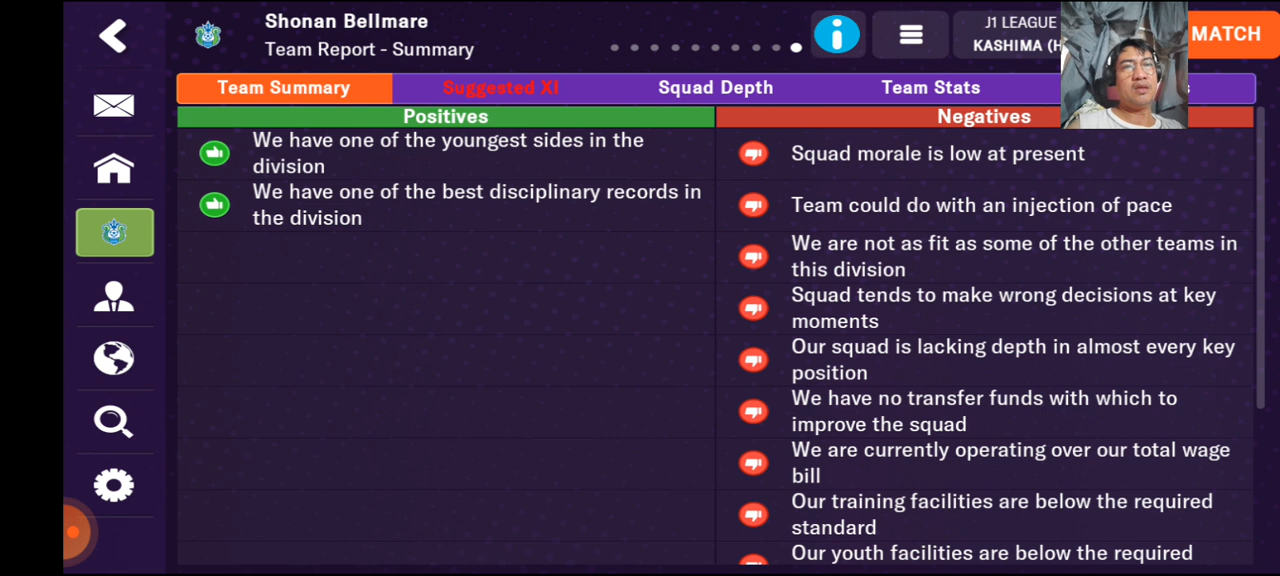 Shonan Bellmare
Team Report - Summary
J1 LEAGUE
KASHIMA (H
MATCH
Team Summary
Suggested XI
Squad Depth
Team Stats
Positives
Negatives
We have one of the youngest sides in the
division
We have one of the best disciplinary records in
the division
Squad morale is low at present
Team could do with an injection of pace
We are not as fit as some of the other teams in
this division
Squad tends to make wrong decisions at key
moments
Our squad is lacking depth in almost every key
position
We have no transfer funds with which to
improve the squad
We are currently operating over our total wage
bill
Our training facilities are below the required
standard
Our youth facilities are below the required